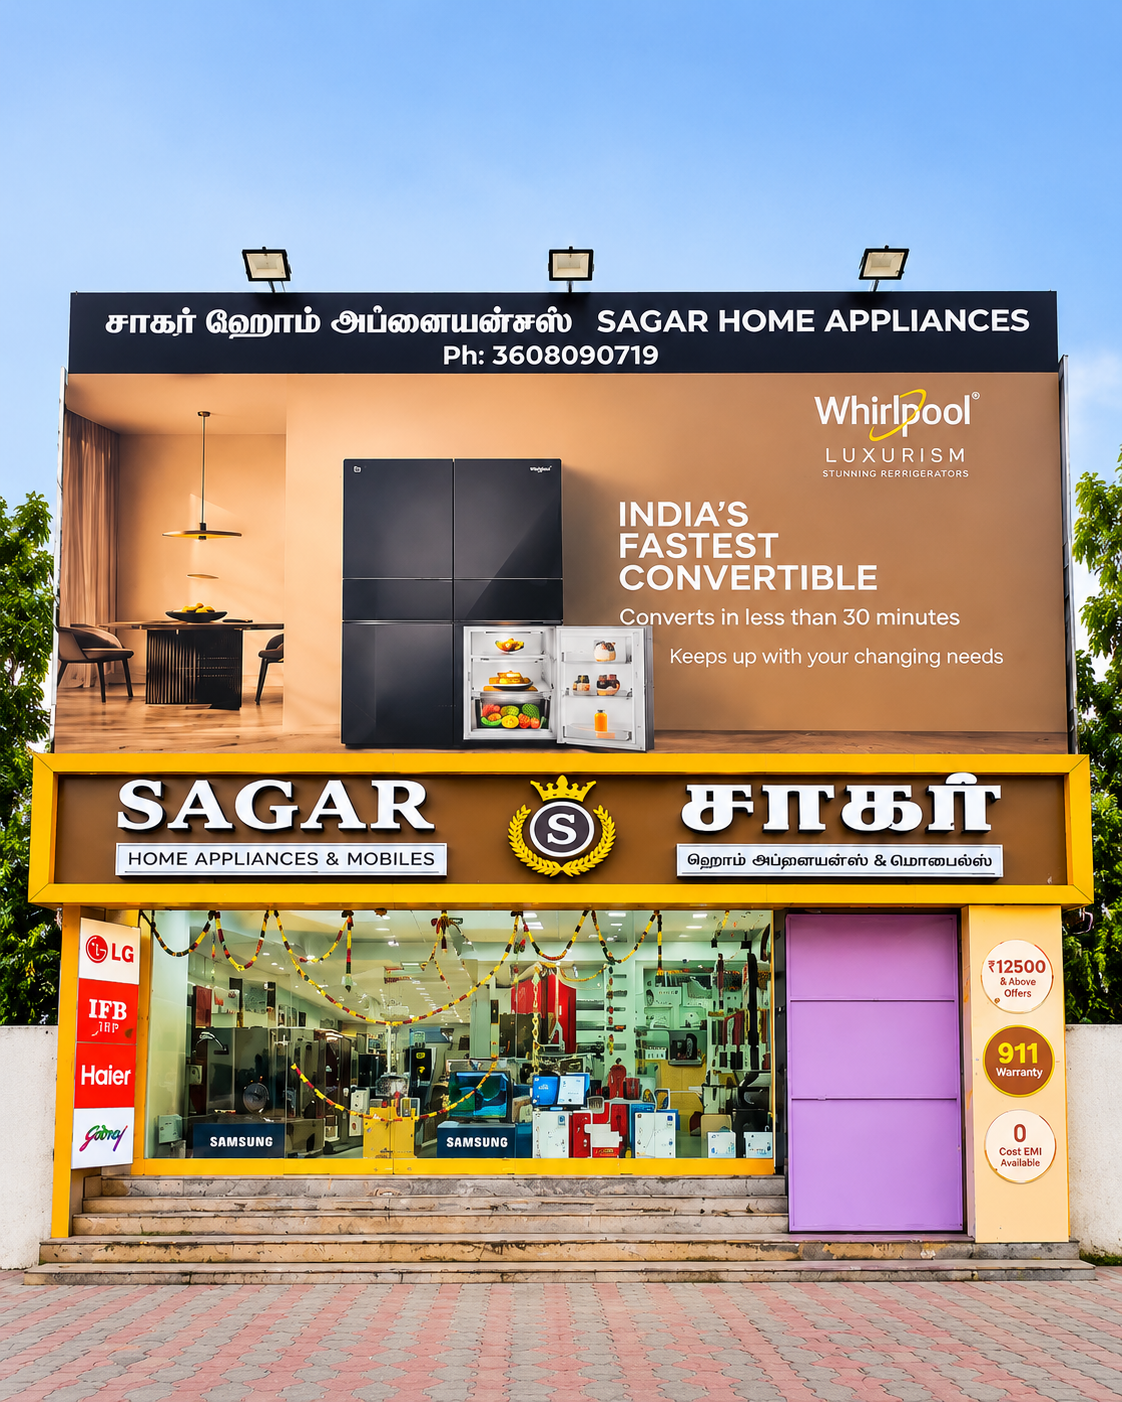 சாகர் ஹோம் அப்ளையன்சஸ் SAGAR HOME APPLIANCES
Ph: 3608090719
Whirlpool®
LUXURISM
STUNNING RERRIGERATORS
Whirlpool
INDIA'S
FASTEST
CONVERTIBLE
Converts in less than 30 minutes
Keeps up with your changing needs
SAGAR
HOME APPLIANCES & MOBILES
S
சாகர்
ஹோம் அப்ளையன்ஸ் & மொபைல்ஸ்
LG
IFB
Haier
Godrej
SAMSUNG
SAMSUNG
₹12500
& Above
Offers
911
Warranty
0
Cost EMI
Available